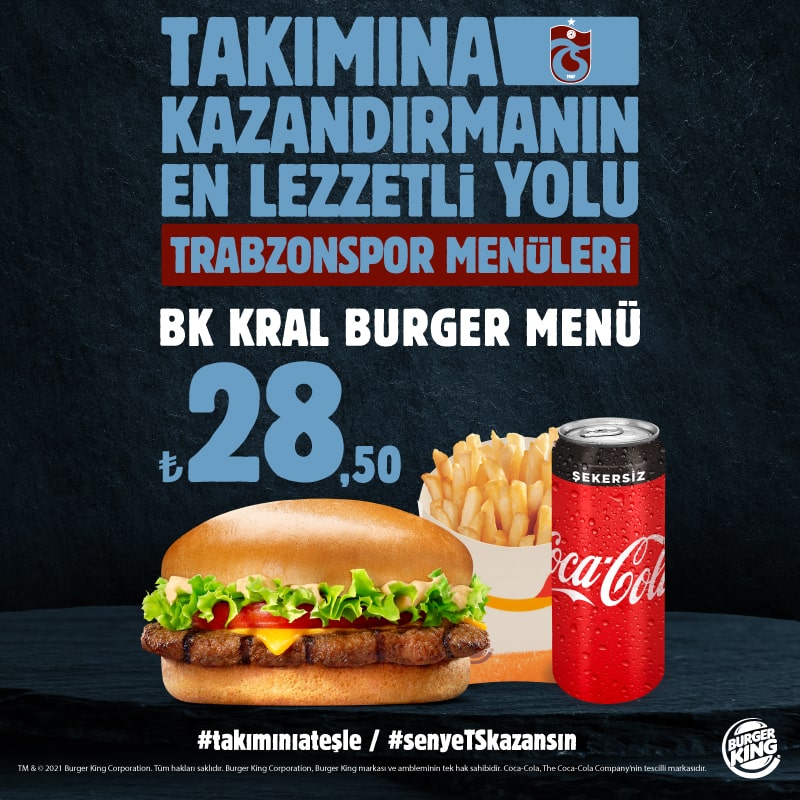 TAKIMINA
KAZANDIRMANIN
EN LEZZETLİ YOLU
TRABZONSPOR MENÜLERİ
BK KRAL BURGER MENÜ
₺28,50
ŞEKERSİZ
Coca-Cola
#takımınıateşle / #senyeTSkazansın
BURGER
KING
TM & © 2021 Burger King Corporation. Tüm hakları saklıdır. Burger King Corporation, Burger King markası ve ambleminin tek hak sahibidir. Coca-Cola, The Coca-Cola Company'nin tescilli markasıdır.